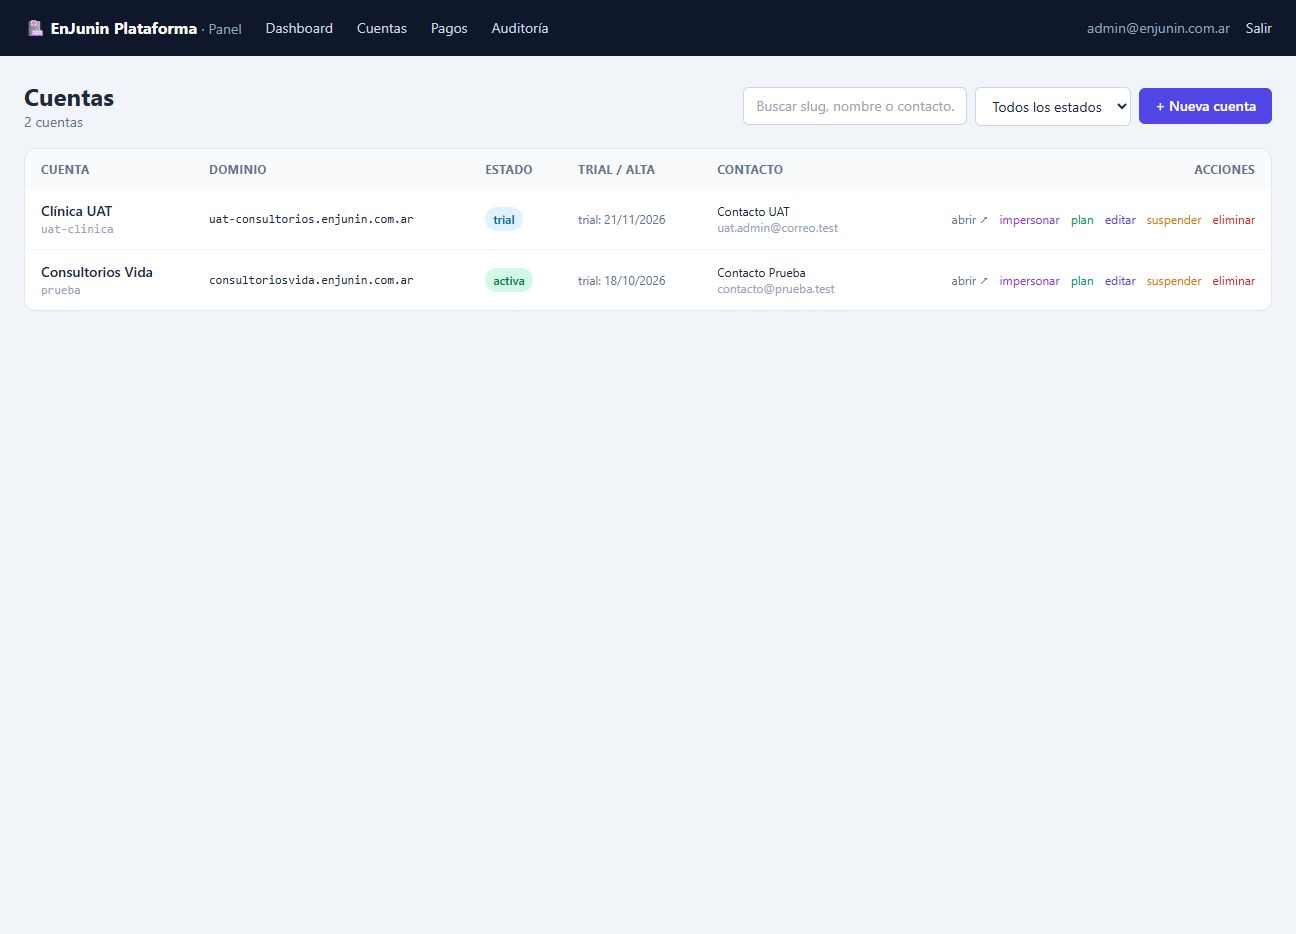 EnJunin Plataforma · Panel Dashboard Cuentas Pagos Auditoría admin@enjunin.com.ar Salir
Cuentas
2 cuentas
Buscar slug, nombre o contacto. Todos los estados + Nueva cuenta
CUENTA DOMINIO ESTADO TRIAL / ALTA CONTACTO ACCIONES
Clínica UAT
uat-clinica
uat-consultorios.enjunin.com.ar
trial
trial: 21/11/2026
Contacto UAT
uat.admin@correo.test
abrir ↗ impersonar plan editar suspender eliminar
Consultorios Vida
prueba
consultoriosvida.enjunin.com.ar
activa
trial: 18/10/2026
Contacto Prueba
contacto@prueba.test
abrir ↗ impersonar plan editar suspender eliminar